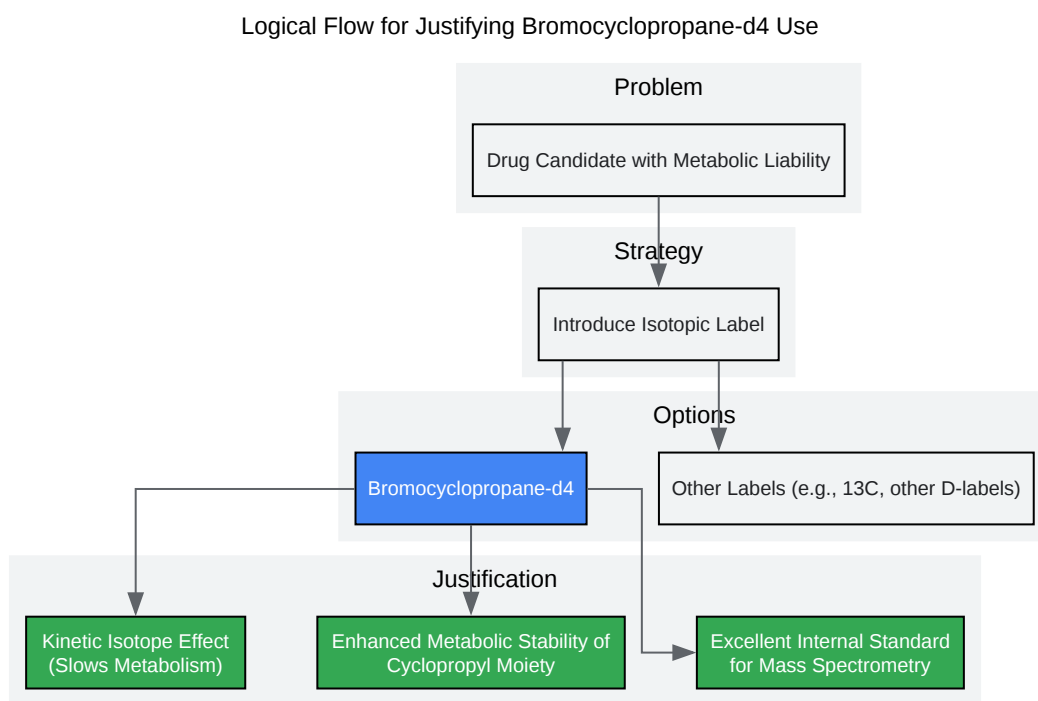 Logical Flow for Justifying Bromocyclopropane-d4 Use
Problem
Drug Candidate with Metabolic Liability
Strategy
Introduce Isotopic Label
Options
Bromocyclopropane-d4
Other Labels (e.g., 13C, other D-labels)
Justification
Kinetic Isotope Effect
(Slows Metabolism)
Enhanced Metabolic Stability of
Cyclopropyl Moiety
Excellent Internal Standard
for Mass Spectrometry